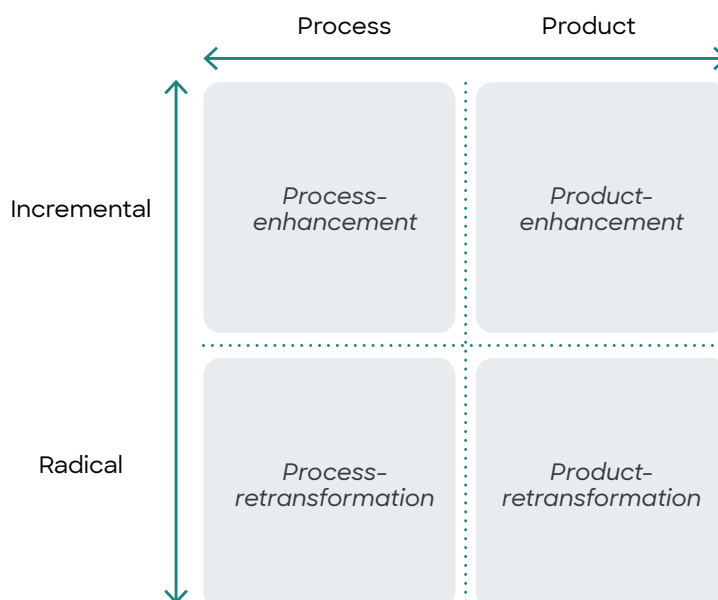 Process
Product
Incremental
Process-
enhancement
Product-
enhancement
Radical
Process-
retransformation
Product-
retransformation